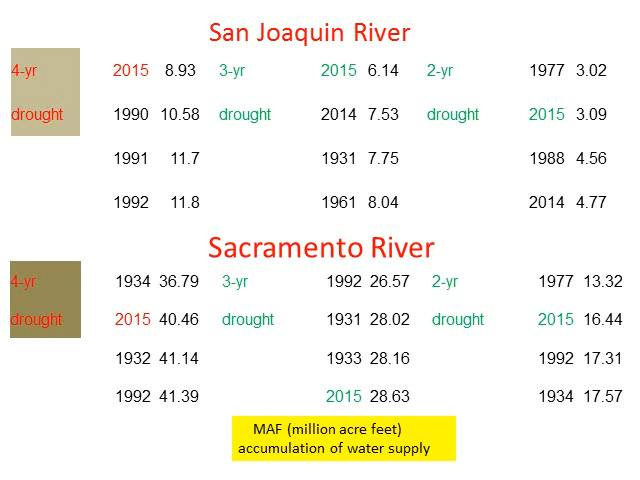 San Joaquin River
4-yr 2015 8.93 3-yr 2015 6.14 2-yr 1977 3.02
drought 1990 10.58 drought 2014 7.53 drought 2015 3.09
1991 11.7 1931 7.75 1988 4.56
1992 11.8 1961 8.04 2014 4.77
Sacramento River
4-yr 1934 36.79 3-yr 1992 26.57 2-yr 1977 13.32
drought 2015 40.46 drought 1931 28.02 drought 2015 16.44
1932 41.14 1933 28.16 1992 17.31
1992 41.39 2015 28.63 1934 17.57
MAF (million acre feet)
accumulation of water supply